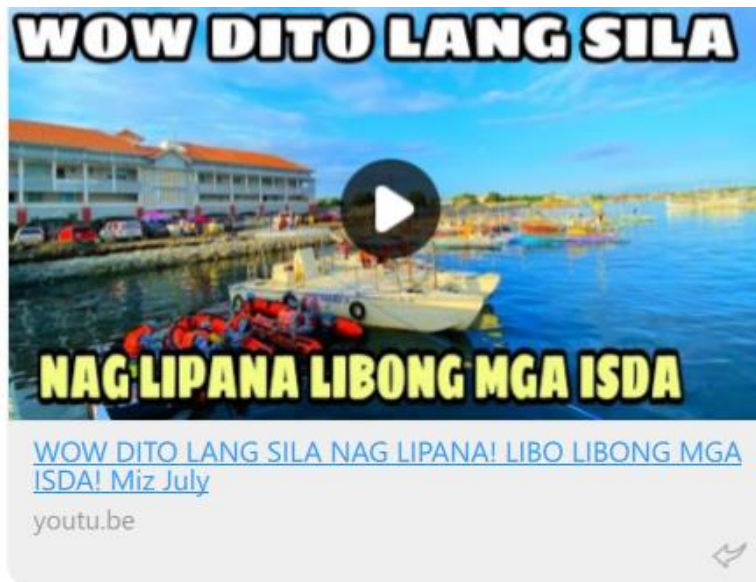 WOW DITO LANG SILA
NAG LIPANA LIBONG MGA ISDA
WOW DITO LANG SILA NAG LIPANA! LIBO LIBONG MGA
ISDA! Miz July
youtu.be